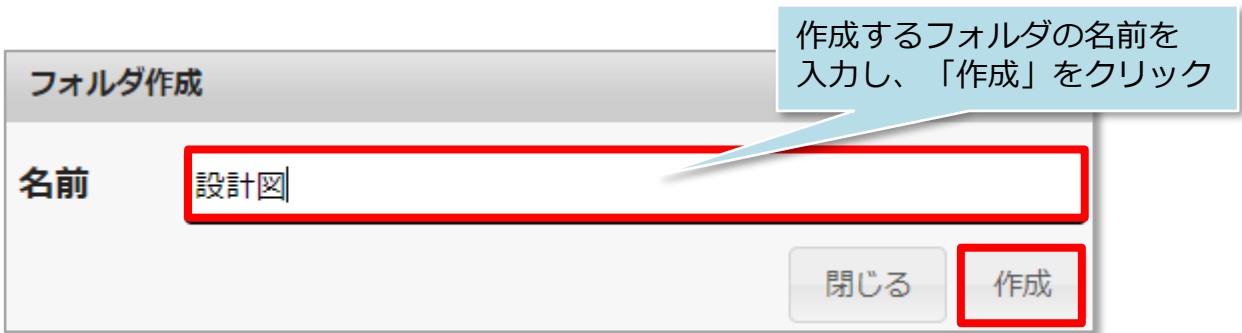 作成するフォルダの名前を
入力し、「作成」をクリック
フォルダ作成
名前 設計図
閉じる 作成